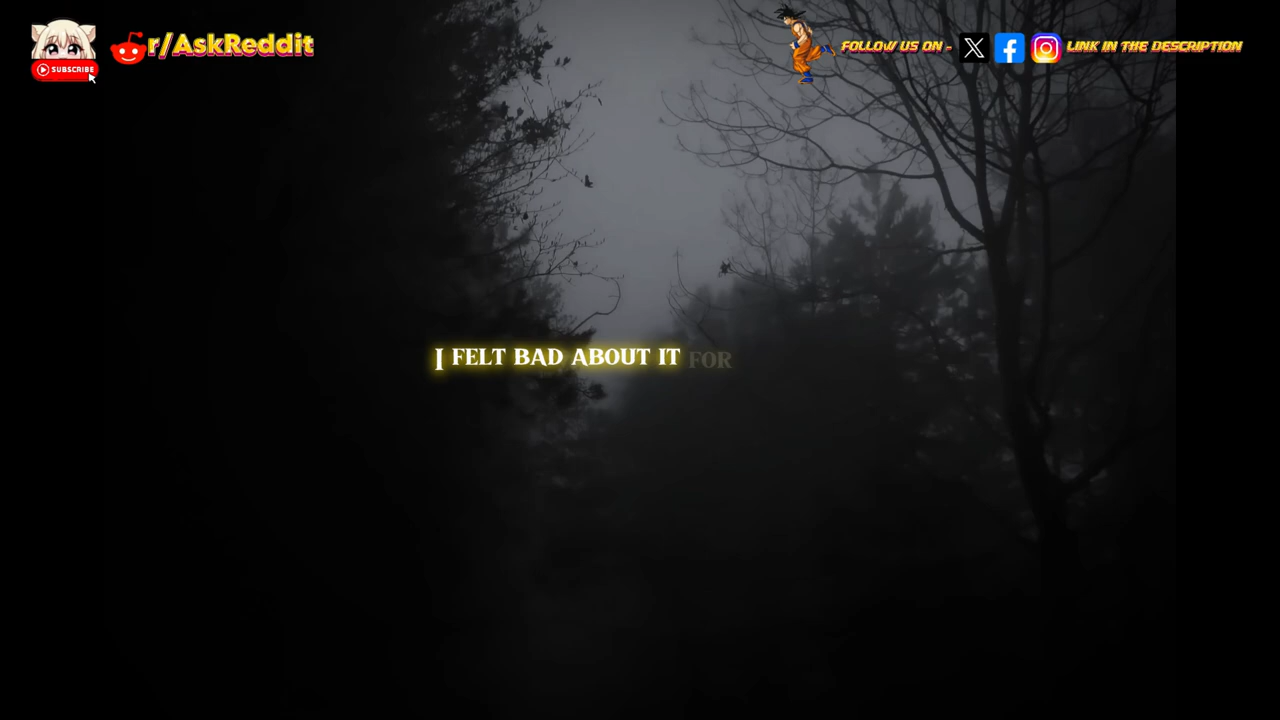 SUBSCRIBE
r/AskReddit
FOLLOW US ON -
LINK IN THE DESCRIPTION
I FELT BAD ABOUT IT FOR